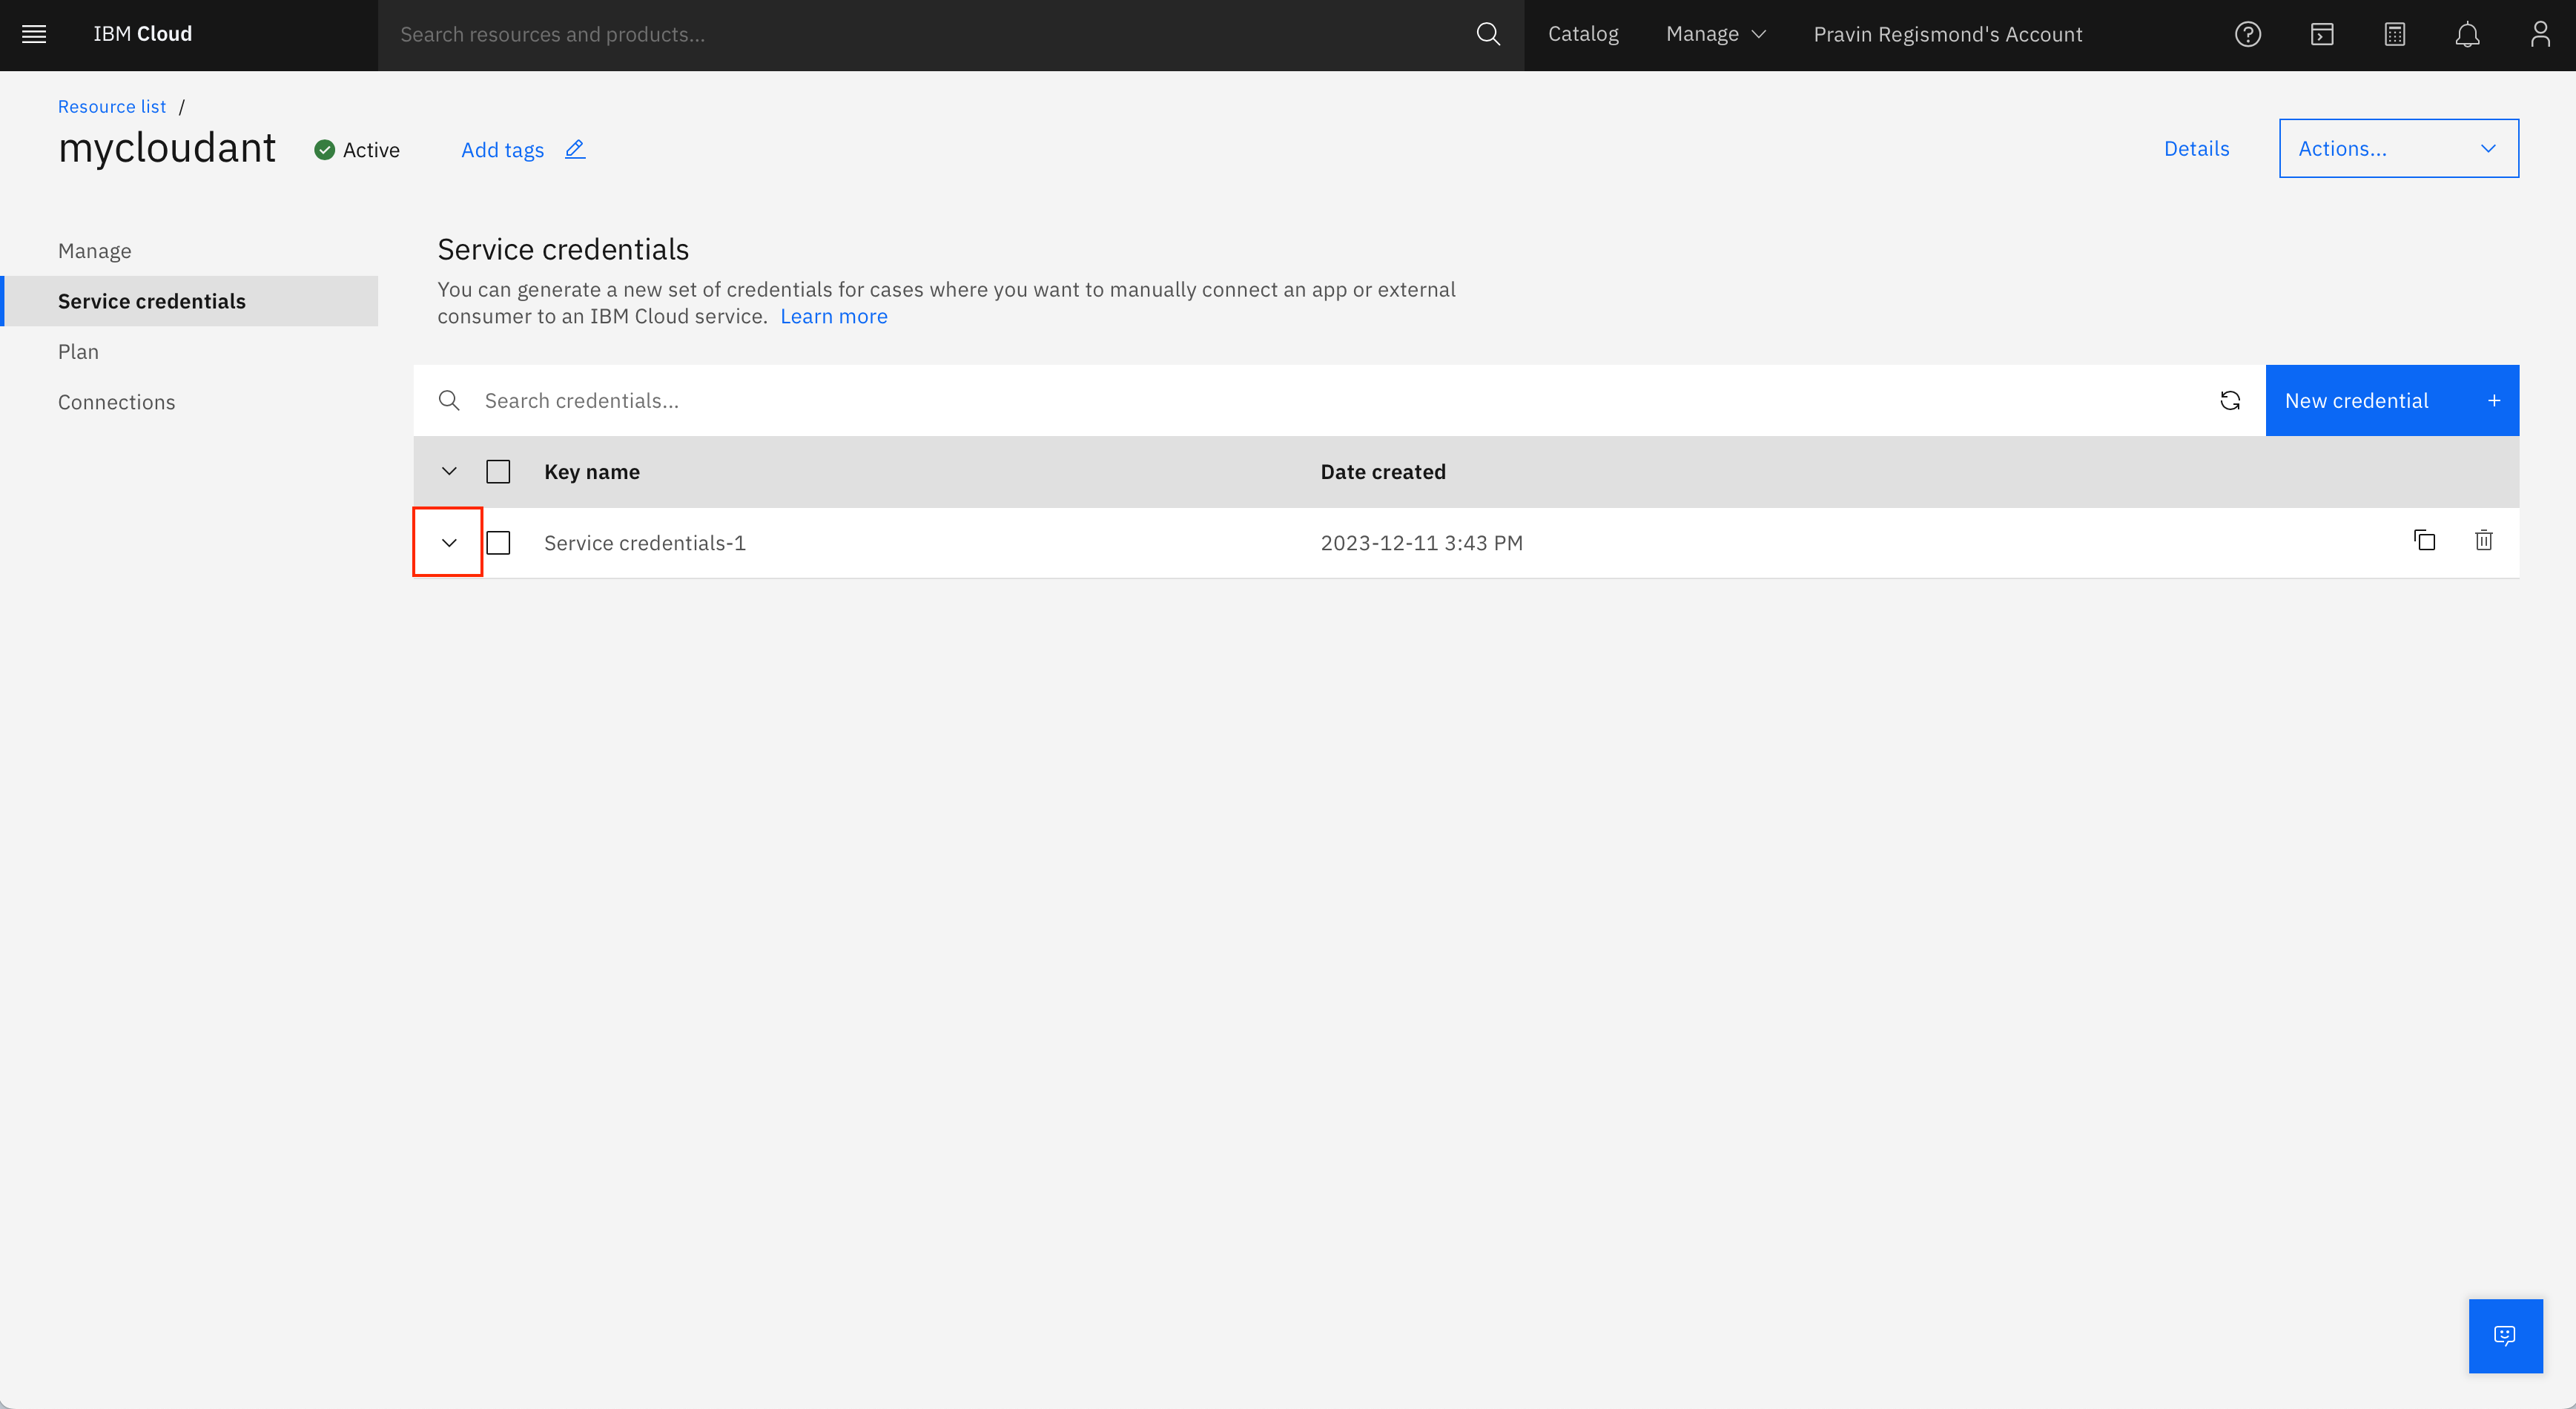 IBM Cloud
Search resources and products...
Catalog
Manage
Pravin Regismond's Account
Resource list /
mycloudant
Active
Add tags
Details
Actions...
Manage
Service credentials
Plan
Connections
Service credentials
You can generate a new set of credentials for cases where you want to manually connect an app or external
consumer to an IBM Cloud service. Learn more
Search credentials...
New credential +
Key name
Date created
Service credentials-1
2023-12-11 3:43 PM